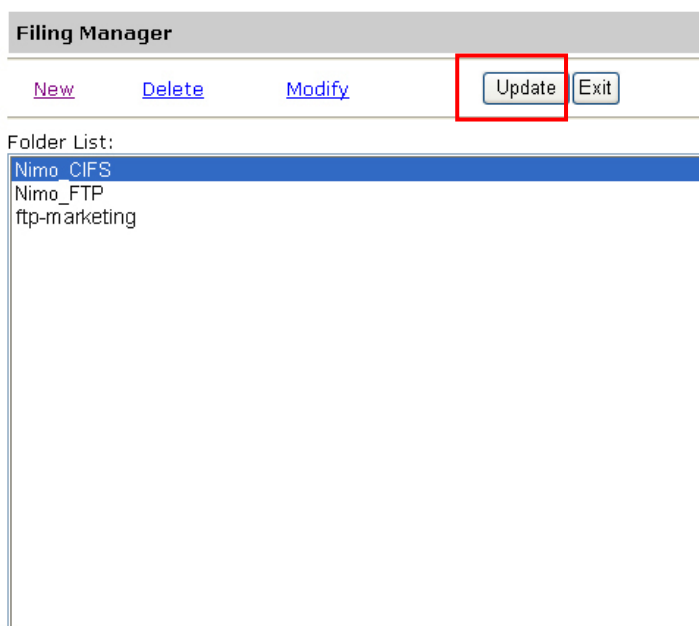 Filing Manager
New Delete Modify Update Exit
Folder List:
Nimo_CIFS
Nimo_FTP
ftp-marketing